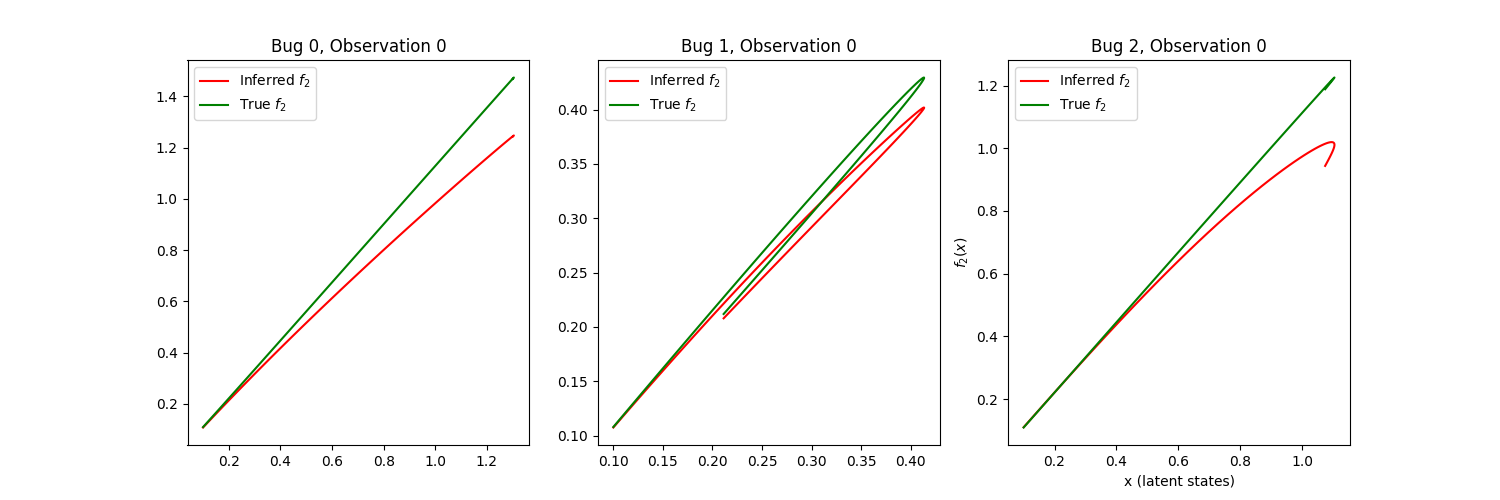 Bug 0, Observation 0
Inferred f₂
True f₂
1.4
1.2
1.0
0.8
0.6
0.4
0.2
0.2 0.4 0.6 0.8 1.0 1.2
Bug 1, Observation 0
Inferred f₂
True f₂
0.40
0.35
0.30
0.25
0.20
0.15
0.10
0.10 0.15 0.20 0.25 0.30 0.35 0.40
Bug 2, Observation 0
Inferred f₂
True f₂
f₂(x)
1.2
1.0
0.8
0.6
0.4
0.2
0.2 0.4 0.6 0.8 1.0
x (latent states)